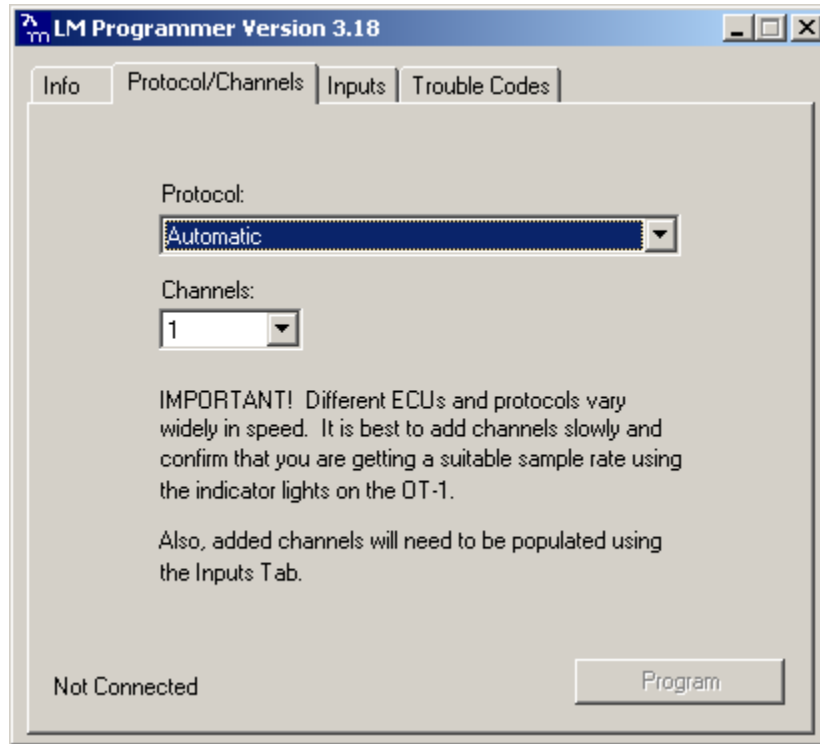 LM Programmer Version 3.18
Info
Protocol/Channels
Inputs
Trouble Codes
Protocol:
Automatic
Channels:
1
IMPORTANT!  Different ECUs and protocols vary
widely in speed.  It is best to add channels slowly and
confirm that you are getting a suitable sample rate using
the indicator lights on the OT-1.
Also, added channels will need to be populated using
the Inputs Tab.
Not Connected
Program